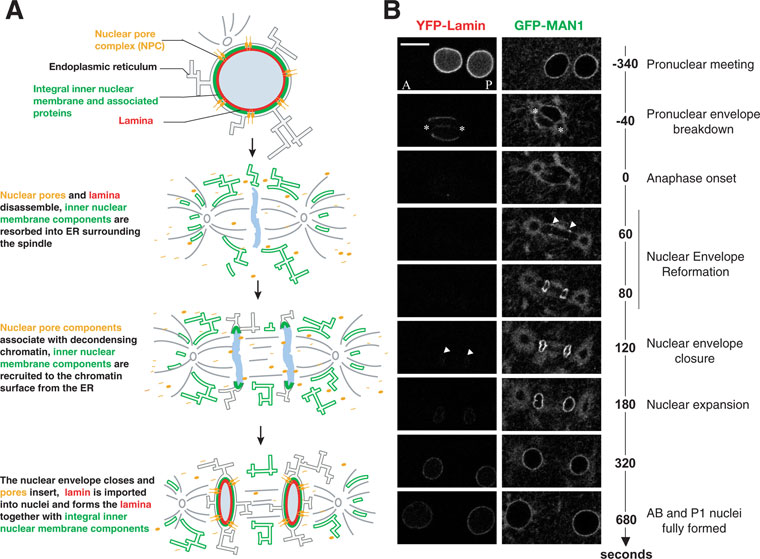 A
Nuclear pore
complex (NPC)
Endoplasmic reticulum
Integral inner nuclear
membrane and associated
proteins
Lamina
Nuclear pores and lamina
disassemble, inner nuclear
membrane components are
resorbed into ER surrounding
the spindle
Nuclear pore components
associate with decondensing
chromatin, inner nuclear
membrane components are
recruited to the chromatin
surface from the ER
The nuclear envelope closes and
pores insert, lamin is imported
into nuclei and forms the lamina
together with integral inner
nuclear membrane components
B
YFP-Lamin GFP-MAN1
A P
-340 Pronuclear meeting
* * * *
-40 Pronuclear envelope
breakdown
0 Anaphase onset
60
Nuclear Envelope
Reformation
80
120 Nuclear envelope
closure
180 Nuclear expansion
320
680 AB and P1 nuclei
fully formed
seconds